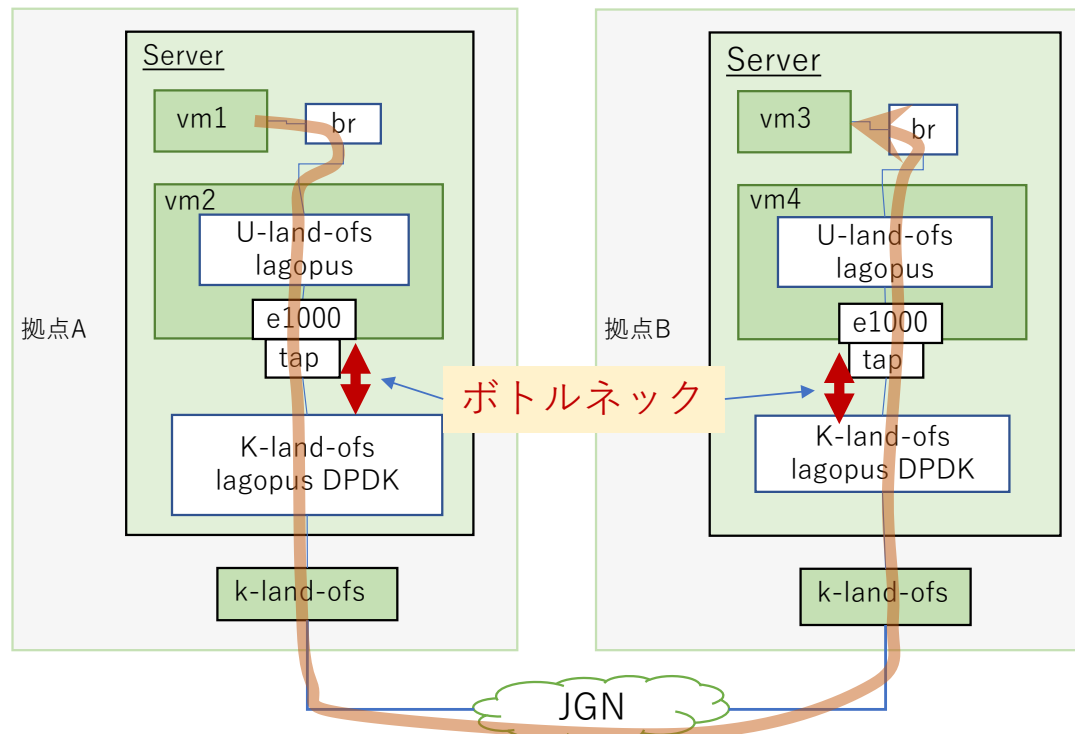 Server
vm1
br
vm2
U-land-ofs
lagopus
e1000
tap
拠点A
K-land-ofs
lagopus DPDK
k-land-ofs
ボトルネック
Server
vm3
br
vm4
U-land-ofs
lagopus
e1000
tap
拠点B
K-land-ofs
lagopus DPDK
k-land-ofs
JGN